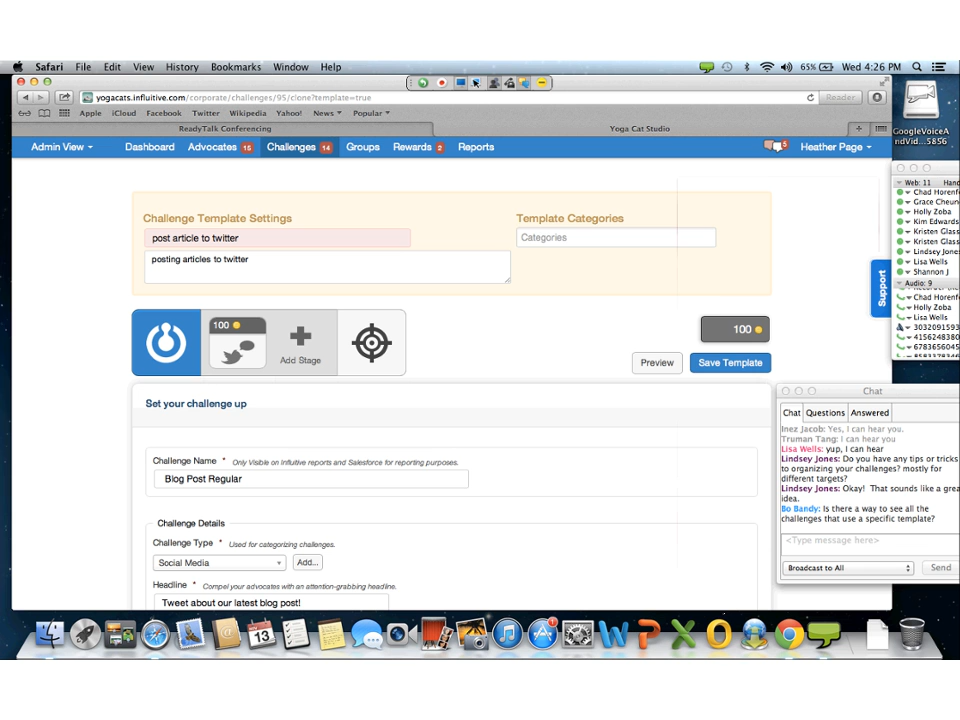 Safari File Edit View History Bookmarks Window Help 65% Wed 4:26 PM
yogacats.influitive.com/corporate/challenges/95/clone?template=true Reader
Apple iCloud Facebook Twitter Wikipedia Yahoo! News Popular
ReadyTalk Conferencing Yoga Cat Studio
GoogleVoiceA
ndVid...5856
Admin View Dashboard Advocates 15 Challenges 14 Groups Rewards 2 Reports 5 Heather Page
Web: 11 Hand
Chad Horenf
Grace Cheun
Holly Zoba
Kim Edwards
Kristen Glass
Kristen Glass
Lindsey Jone
Lisa Wells
Shannon J
Audio: 9
Chad Horenf
Holly Zoba
Lisa Wells
3032091593
4156248380
6783656045
Support
Challenge Template Settings Template Categories
post article to twitter Categories
posting articles to twitter
100
Add Stage
100
Preview Save Template
Set your challenge up
Challenge Name * Only Visible on Influitive reports and Salesforce for reporting purposes.
Blog Post Regular
Challenge Details
Challenge Type * Used for categorizing challenges.
Social Media Add...
Headline * Compel your advocates with an attention-grabbing headline.
Tweet about our latest blog post!
Chat
Chat Questions Answered
Inez Jacob: Yes, I can hear you.
Truman Tang: I can hear you
Lisa Wells: yup, I can hear
Lindsey Jones: Do you have any tips or tricks
to organizing your challenges? mostly for
different targets?
Lindsey Jones: Okay! That sounds like a grea
idea.
Bo Bandy: Is there a way to see all the
challenges that use a specific template?
<Type message here>
Broadcast to All Send
13
1